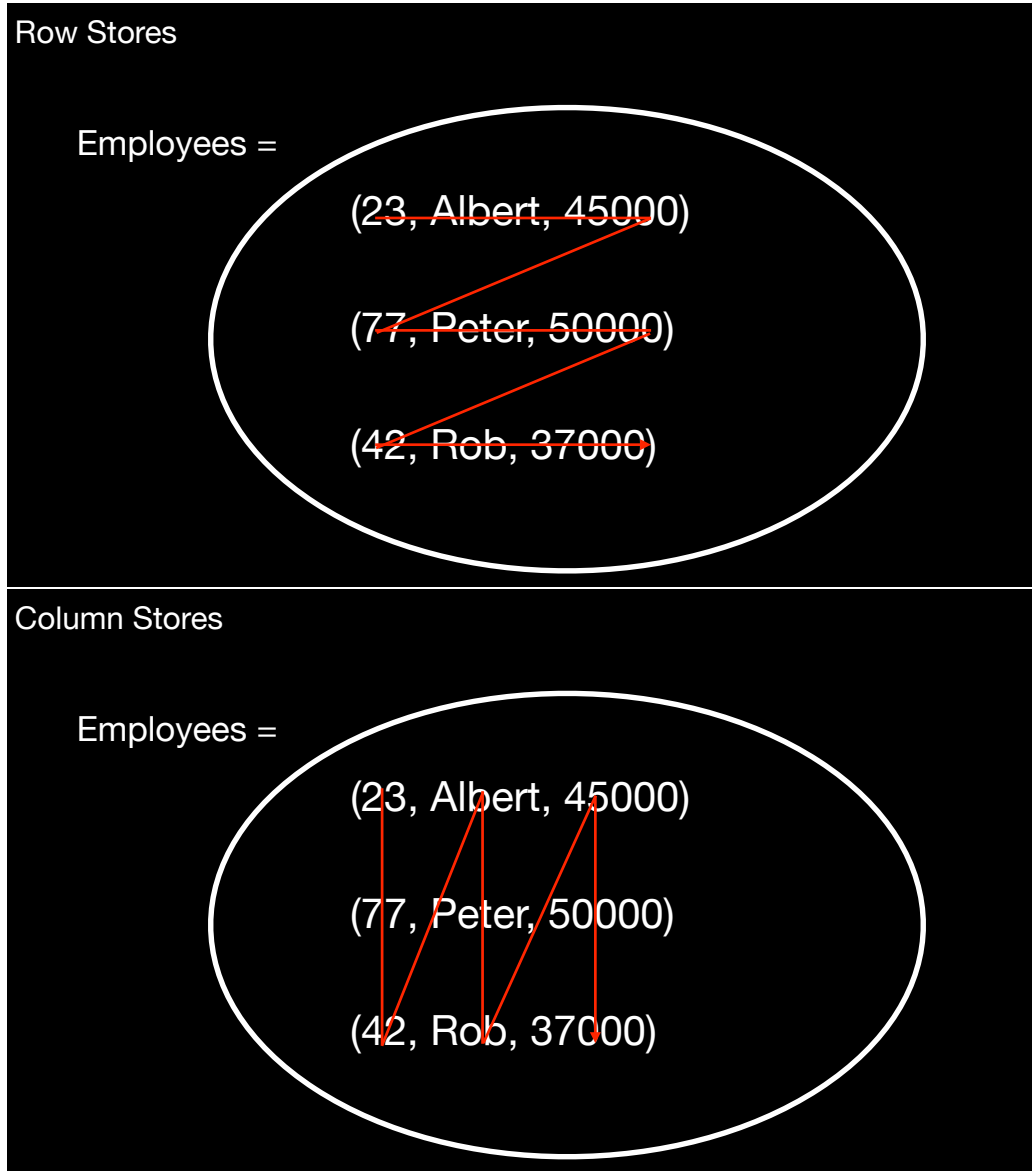 Row Stores
Employees =
(23, Albert, 45000)
(77, Peter, 50000)
(42, Rob, 37000)
Column Stores
Employees =
(23, Albert, 45000)
(77, Peter, 50000)
(42, Rob, 37000)